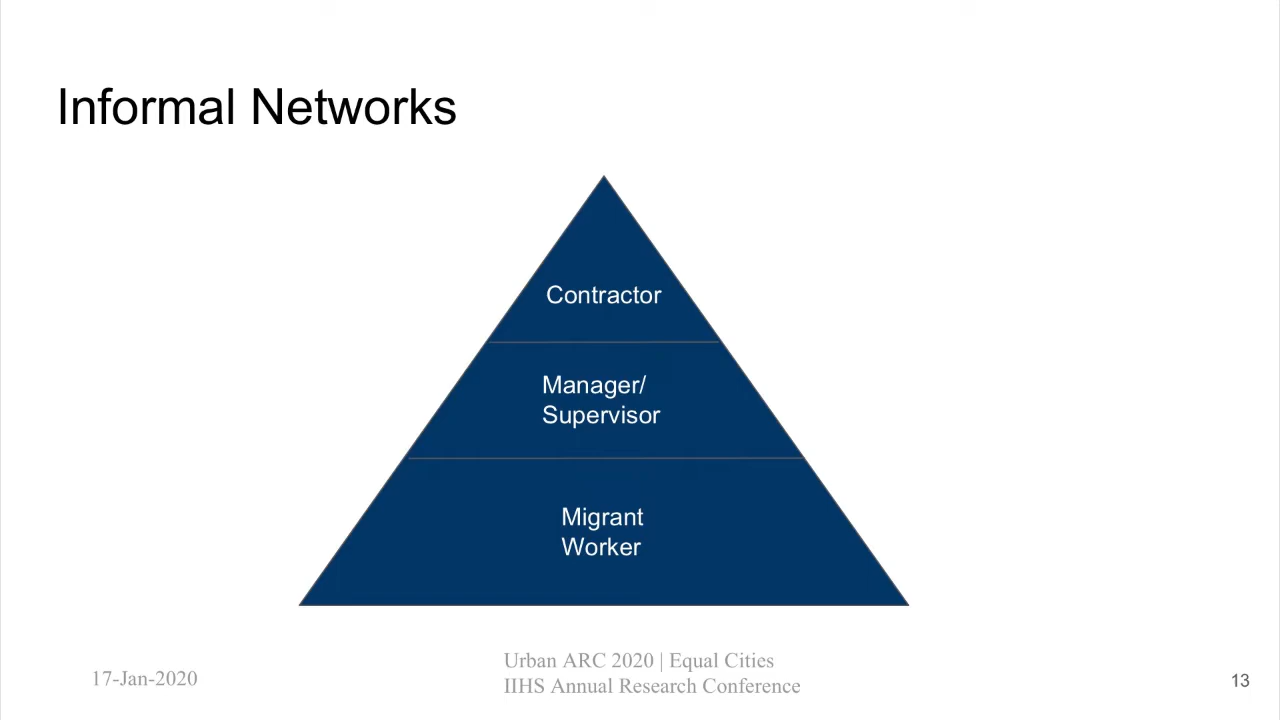 Informal Networks
Contractor
Manager/
Supervisor
Migrant
Worker
17-Jan-2020
Urban ARC 2020 | Equal Cities
IIHS Annual Research Conference
13